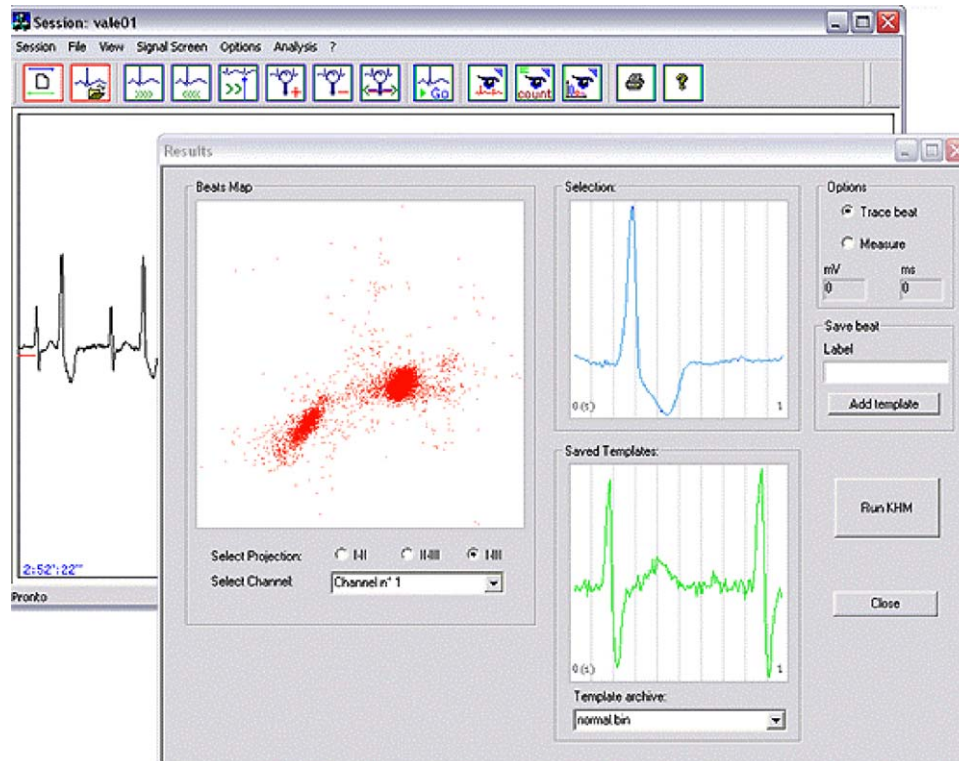 Session: vale01
Session File View Signal Screen Options Analysis ?
Go
count
Results
Beats Map
Selection:
Options
Trace beat
Measure
mV
ms
0
0
Save beat
Label
Add template
0 (s)
1
Saved Templates:
Run KHM
Close
0 (s)
1
Select Projection:
I-II
II-III
I-III
Select Channel:
Channel n° 1
Template archive:
normal.bin
2:52':22''
Pronto